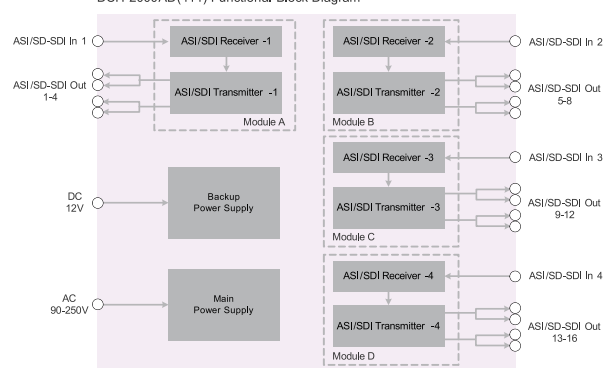 Functional Block Diagram
ASI/SD-SDI In 1
ASI/SDI Receiver -1
ASI/SDI Receiver -2
ASI/SD-SDI In 2
ASI/SD-SDI Out
1-4
ASI/SDI Transmitter -1
ASI/SDI Transmitter -2
ASI/SD-SDI Out
5-8
Module A
Module B
ASI/SDI Receiver -3
ASI/SD-SDI In 3
DC
12V
Backup
Power Supply
ASI/SDI Transmitter -3
ASI/SD-SDI Out
9-12
Module C
ASI/SDI Receiver -4
ASI/SD-SDI In 4
AC
90-250V
Main
Power Supply
ASI/SDI Transmitter -4
ASI/SD-SDI Out
13-16
Module D